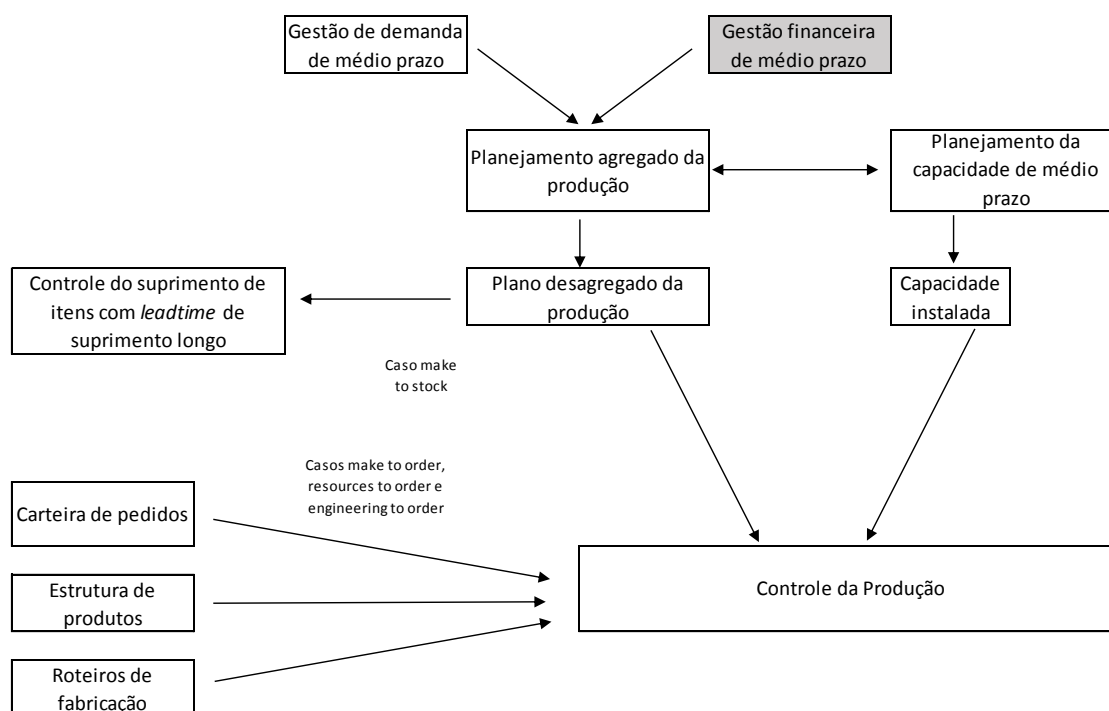 Gestão de demanda
de médio prazo
Gestão financeira
de médio prazo
Planejamento agregado da
produção
Planejamento da
capacidade de médio
prazo
Controle do suprimento de
itens com leadtime de
suprimento longo
Plano desagregado da
produção
Capacidade
instalada
Caso make
to stock
Casos make to order,
resources to order e
engineering to order
Carteira de pedidos
Estrutura de
produtos
Controle da Produção
Roteiros de
fabricação